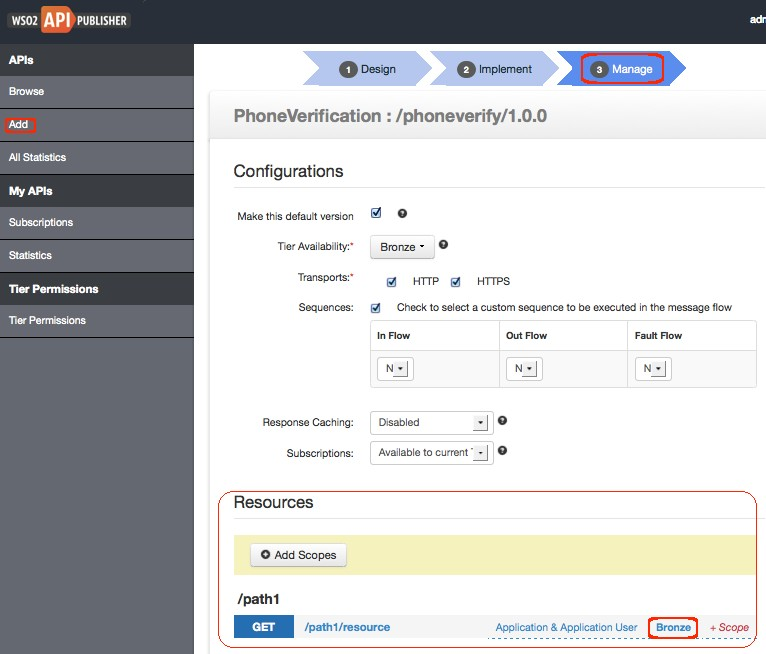 WSO2 API PUBLISHER
adn
APIs
Browse
Add
All Statistics
My APIs
Subscriptions
Statistics
Tier Permissions
Tier Permissions
1 Design
2 Implement
3 Manage
PhoneVerification : /phoneverify/1.0.0
Configurations
Make this default version ?
Tier Availability:* Bronze ?
Transports:* HTTP HTTPS
Sequences: Check to select a custom sequence to be executed in the message flow
In Flow Out Flow Fault Flow
N N N
Response Caching: Disabled ?
Subscriptions: Available to current ?
Resources
Add Scopes
/path1
GET /path1/resource Application & Application User Bronze + Scope